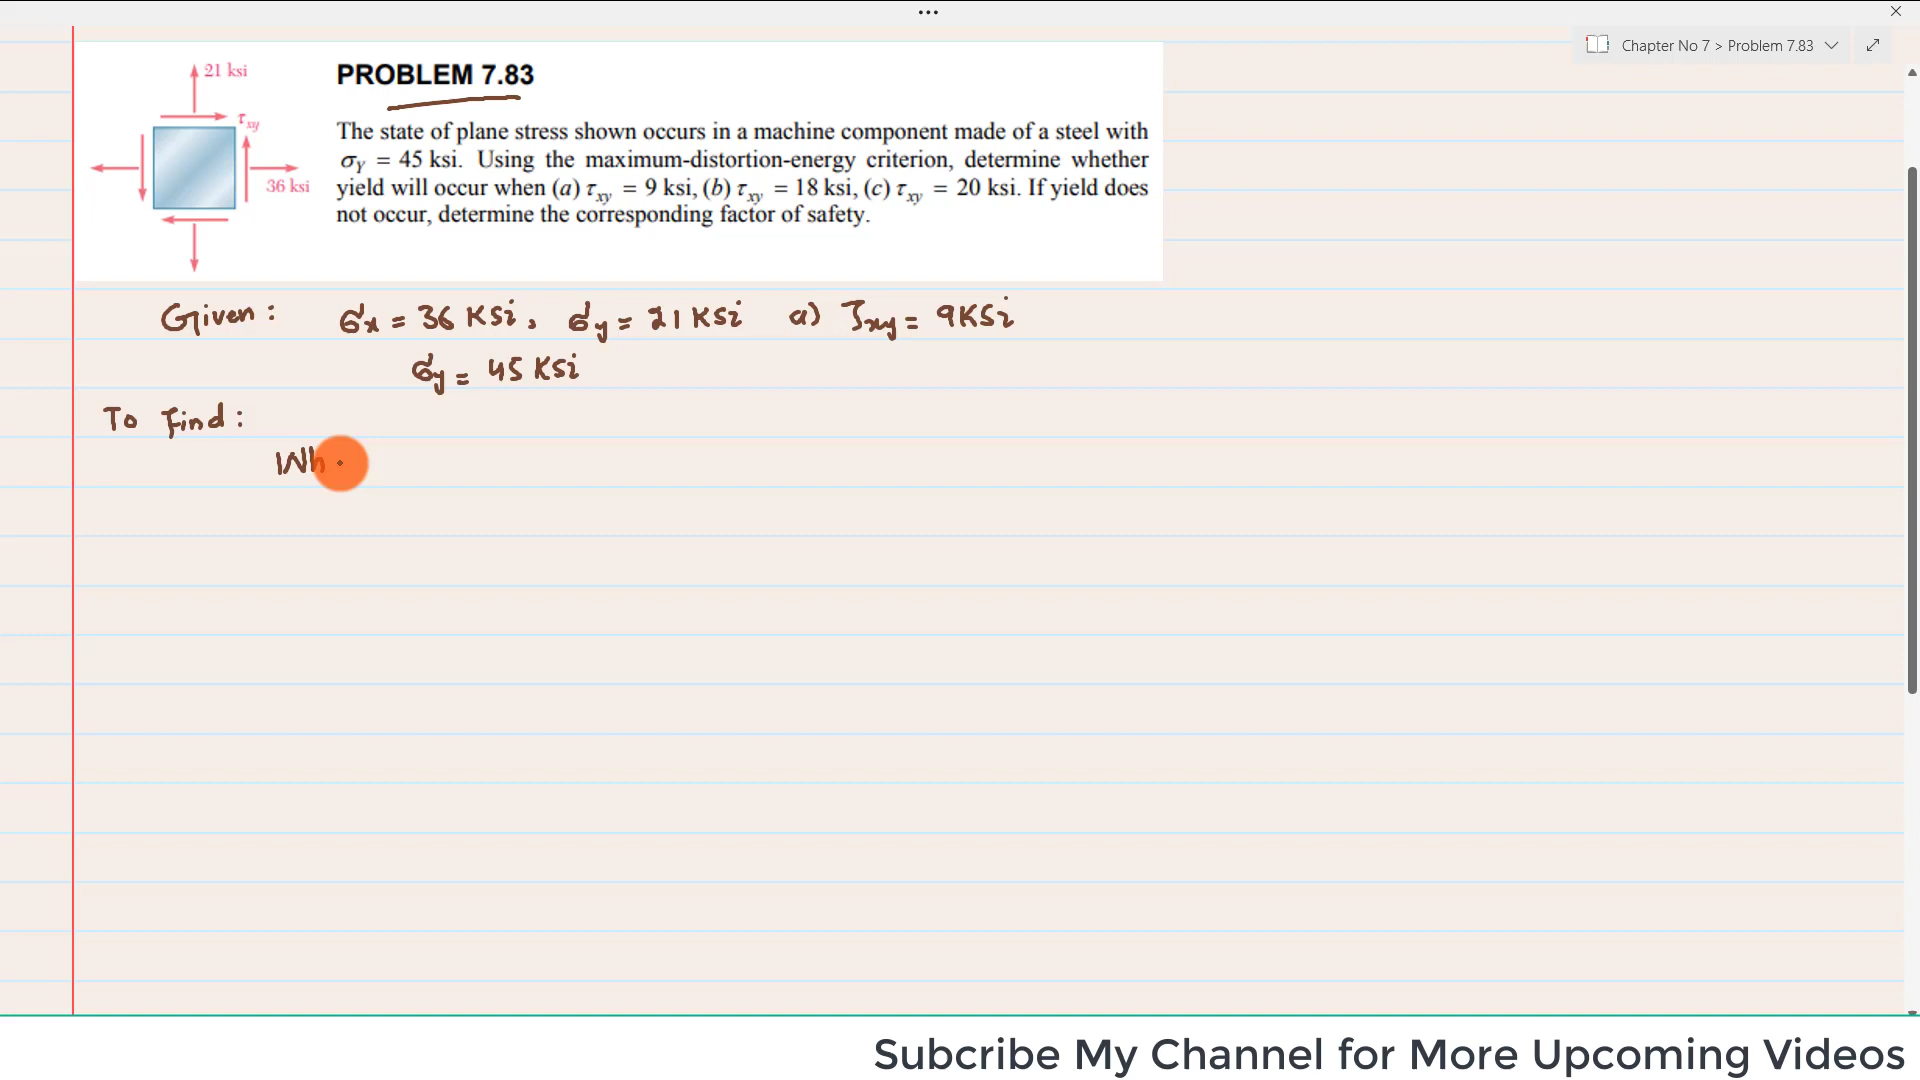 ...
Chapter No 7 > Problem 7.83
21 ksi
τxy
36 ksi
PROBLEM 7.83
The state of plane stress shown occurs in a machine component made of a steel with
σY = 45 ksi. Using the maximum-distortion-energy criterion, determine whether
yield will occur when (a) τxy = 9 ksi, (b) τxy = 18 ksi, (c) τxy = 20 ksi. If yield does
not occur, determine the corresponding factor of safety.
Given: σx = 36 Ksi, σy = 21 KSi a) τxy = 9KSi
σy = 45 KSi
To Find:
Wh
Subcribe My Channel for More Upcoming Videos